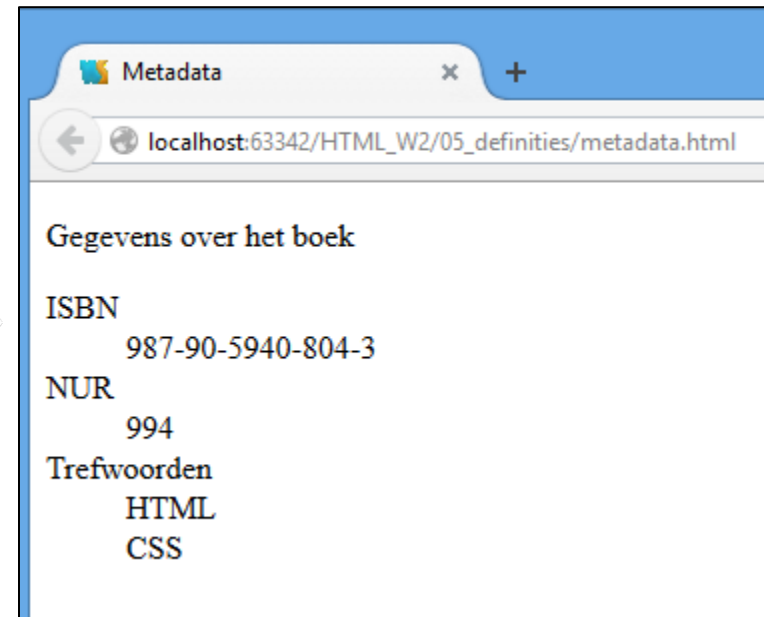 Metadata
localhost:63342/HTML_W2/05_definities/metadata.html
Gegevens over het boek
ISBN
987-90-5940-804-3
NUR
994
Trefwoorden
HTML
CSS